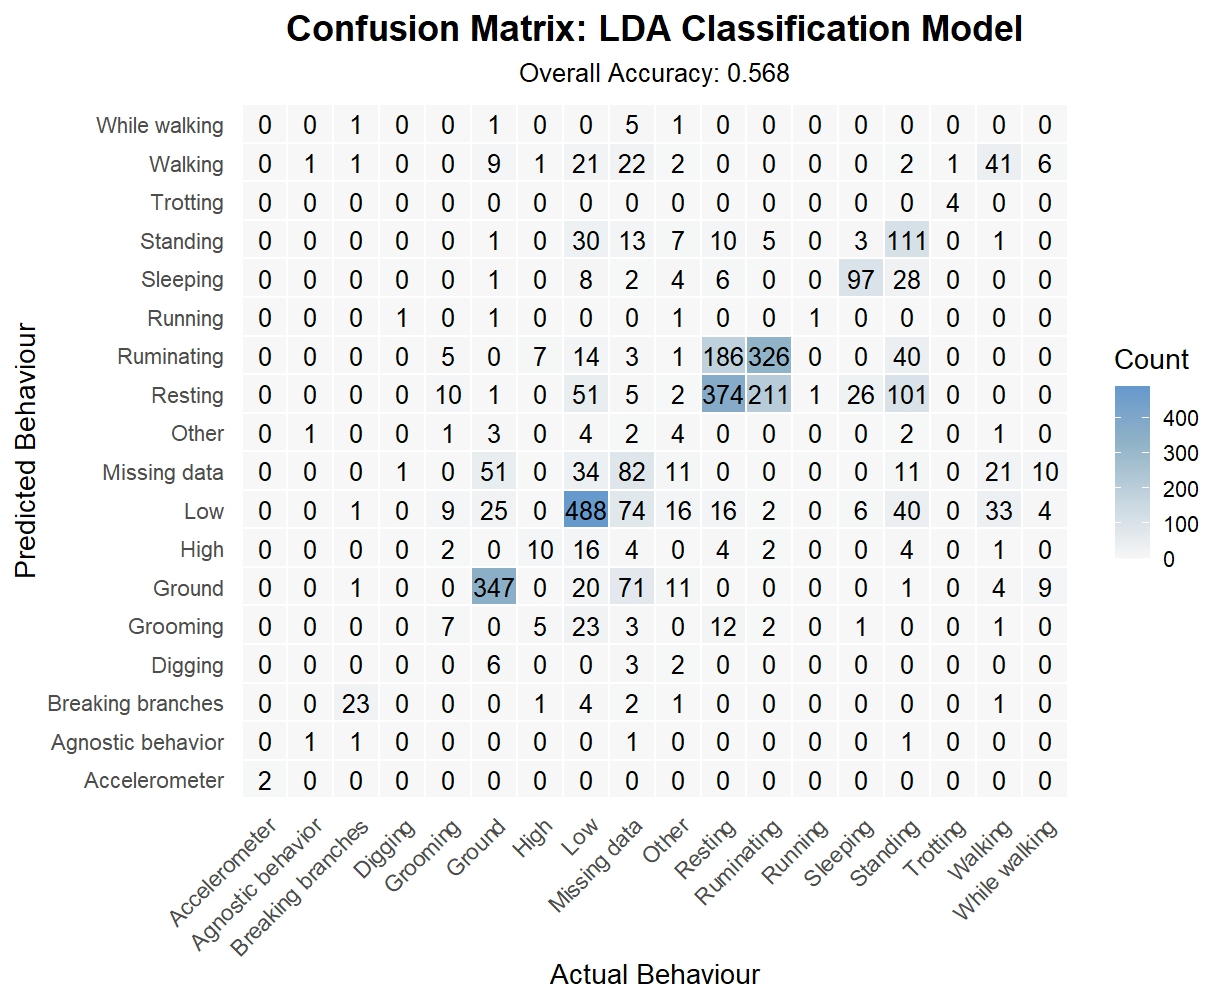 Confusion Matrix: LDA Classification Model
Overall Accuracy: 0.568
Predicted Behaviour
While walking 0 0 1 0 0 1 0 0 5 1 0 0 0 0 0 0 0 0
Walking 0 1 1 0 0 9 1 21 22 2 0 0 0 0 2 1 41 6
Trotting 0 0 0 0 0 0 0 0 0 0 0 0 0 0 0 4 0 0
Standing 0 0 0 0 0 1 0 30 13 7 10 5 0 3 111 0 1 0
Sleeping 0 0 0 0 0 1 0 8 2 4 6 0 0 97 28 0 0 0
Running 0 0 0 1 0 1 0 0 0 1 0 0 1 0 0 0 0 0
Ruminating 0 0 0 0 5 0 7 14 3 1 186 326 0 0 40 0 0 0
Resting 0 0 0 0 10 1 0 51 5 2 374 211 1 26 101 0 0 0
Other 0 1 0 0 1 3 0 4 2 4 0 0 0 0 2 0 1 0
Missing data 0 0 0 1 0 51 0 34 82 11 0 0 0 0 11 0 21 10
Low 0 0 1 0 9 25 0 488 74 16 16 2 0 6 40 0 33 4
High 0 0 0 0 2 0 10 16 4 0 4 2 0 0 4 0 1 0
Ground 0 0 1 0 0 347 0 20 71 11 0 0 0 0 1 0 4 9
Grooming 0 0 0 0 7 0 5 23 3 0 12 2 0 1 0 0 1 0
Digging 0 0 0 0 0 6 0 0 3 2 0 0 0 0 0 0 0 0
Breaking branches 0 0 23 0 0 0 1 4 2 1 0 0 0 0 0 0 1 0
Agnostic behavior 0 1 1 0 0 0 0 0 1 0 0 0 0 0 1 0 0 0
Accelerometer 2 0 0 0 0 0 0 0 0 0 0 0 0 0 0 0 0 0
Accelerometer
Agnostic behavior
Breaking branches
Digging
Grooming
Ground
High
Low
Missing data
Other
Resting
Ruminating
Running
Sleeping
Standing
Trotting
Walking
While walking
Actual Behaviour
Count
400
300
200
100
0